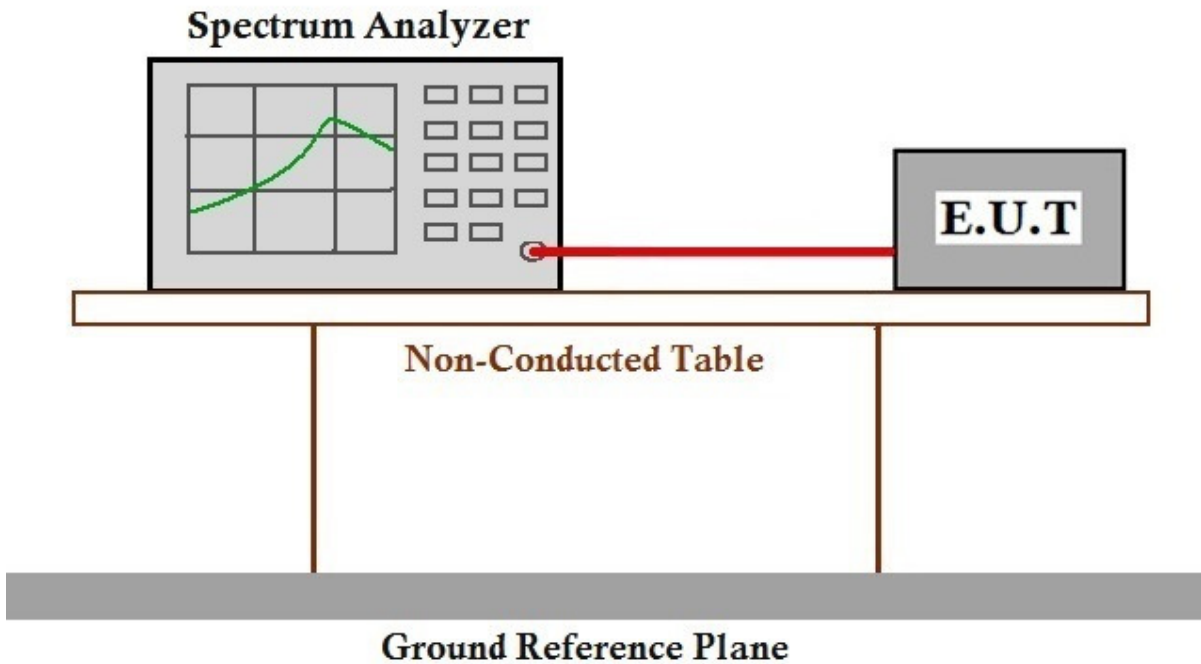 Spectrum Analyzer
E.U.T
Non-Conducted Table
Ground Reference Plane